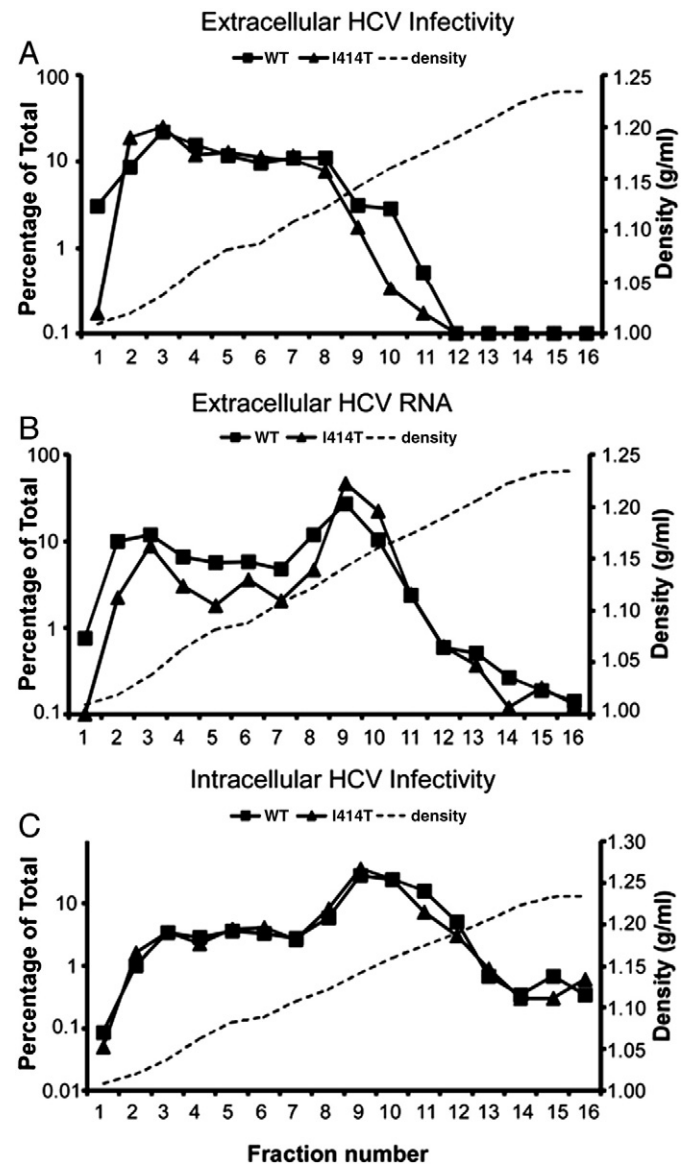 Extracellular HCV Infectivity
A
WT I414T density
100
10
1
0.1
Percentage of Total
1.25
1.20
1.15
1.10
1.05
1.00
Density (g/ml)
1 2 3 4 5 6 7 8 9 10 11 12 13 14 15 16
Extracellular HCV RNA
B
WT I414T density
100
10
1
0.1
Percentage of Total
1.25
1.20
1.15
1.10
1.05
1.00
Density (g/ml)
1 2 3 4 5 6 7 8 9 10 11 12 13 14 15 16
Intracellular HCV Infectivity
C
WT I414T density
10
1
0.1
0.01
Percentage of Total
1.30
1.25
1.20
1.15
1.10
1.05
1.00
Density (g/ml)
1 2 3 4 5 6 7 8 9 10 11 12 13 14 15 16
Fraction number